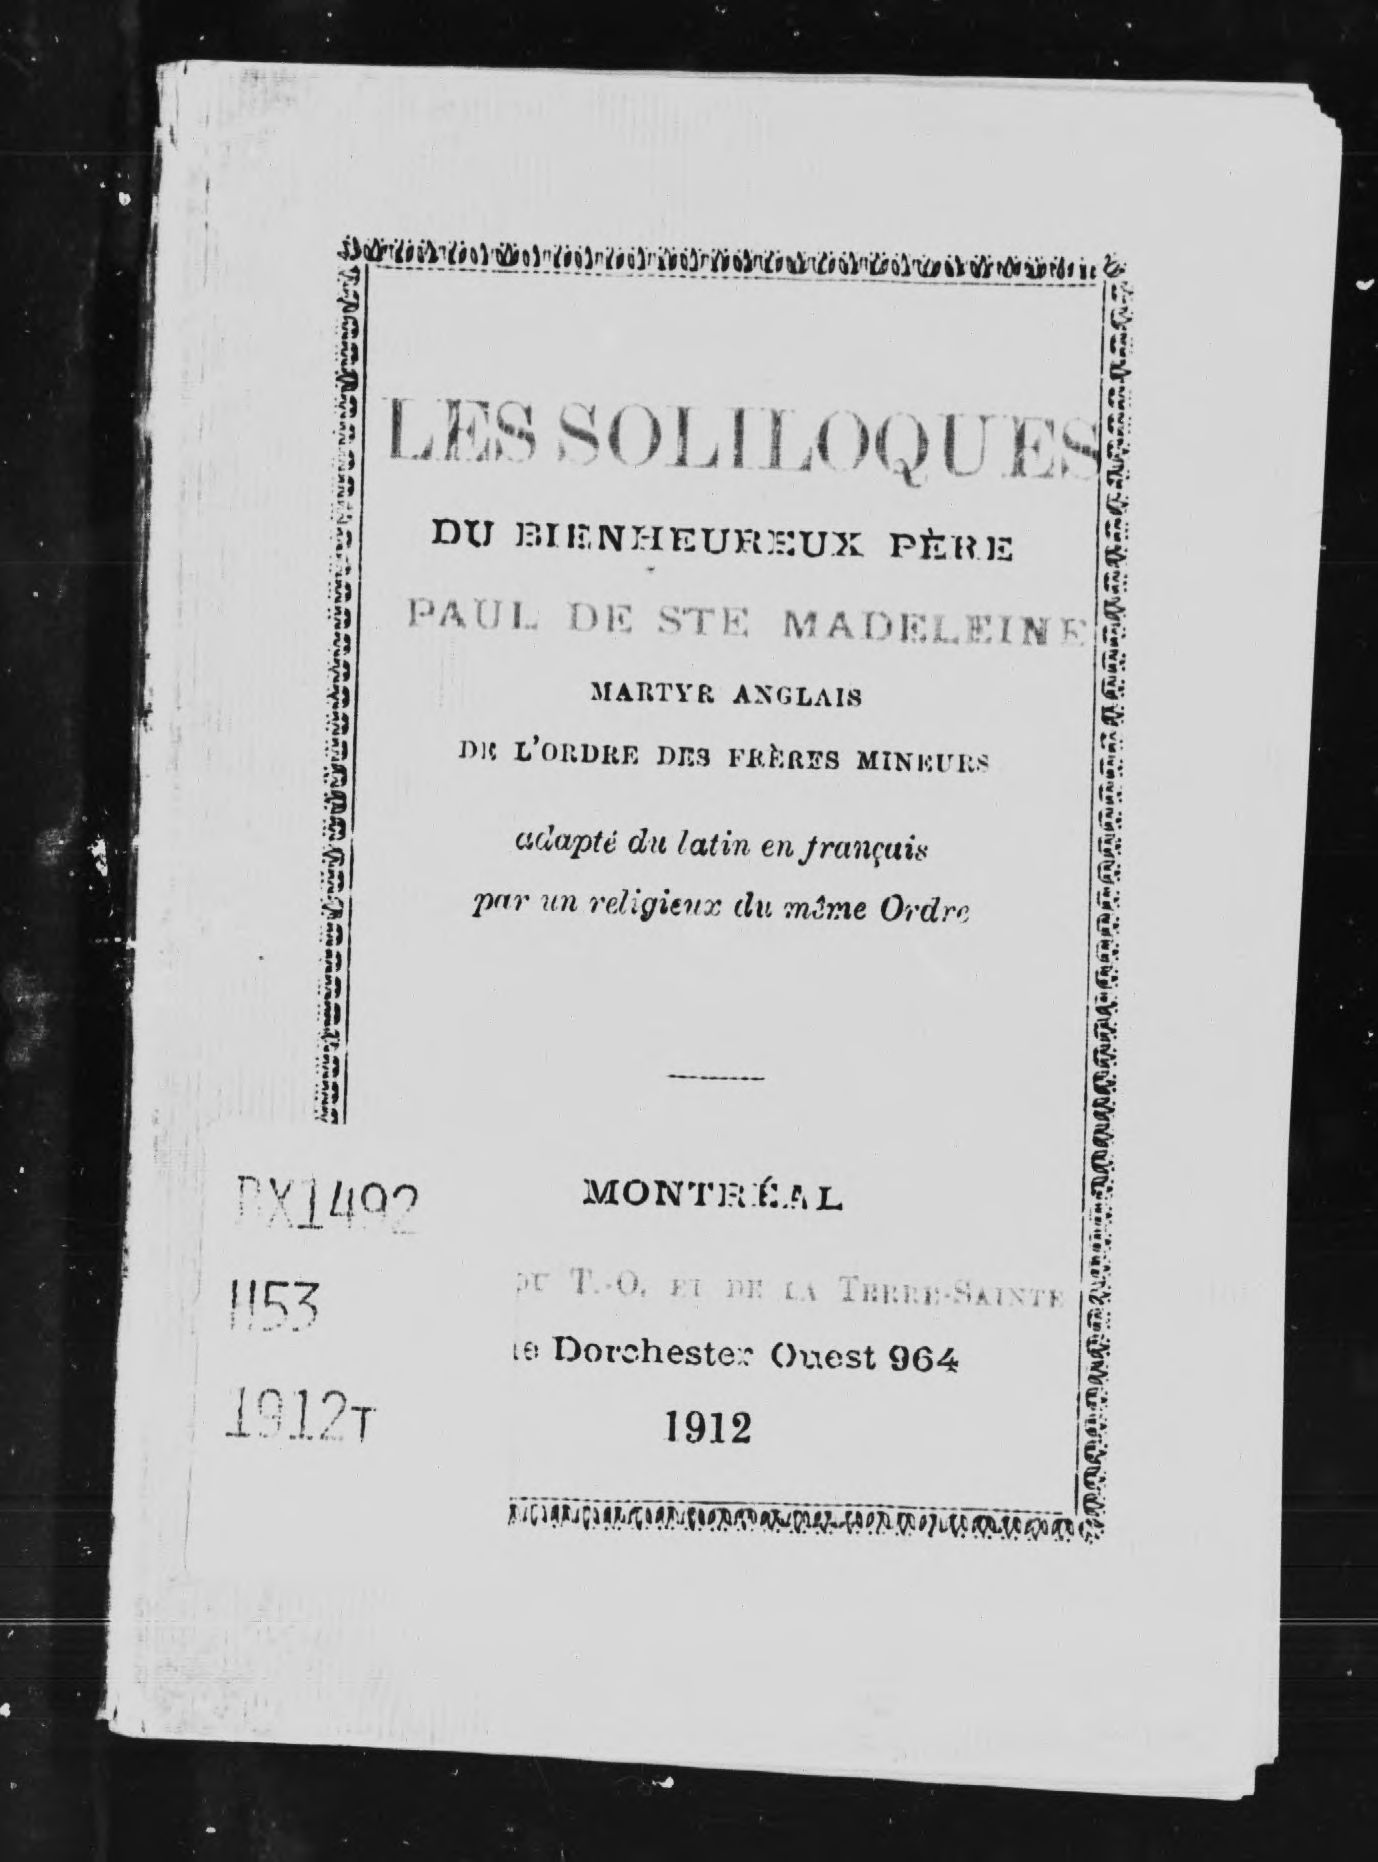 LES SOLILOQUES
DU BIENHEUREUX PÈRE
PAUL DE STE MADELEINE
MARTYR ANGLAIS
DE L'ORDRE DES FRÈRES MINEURS
adapté du latin en français
par un religieux du même Ordre
MONTRÉAL
DU T.-O. ET DE LA TERRE-SAINTE
Dorchester Ouest 964
1912
BX1492
H53
1912T